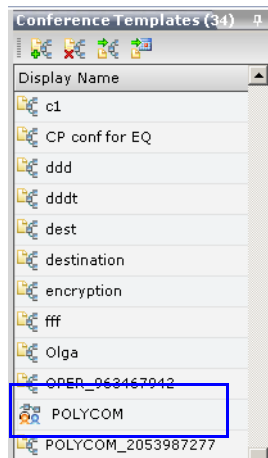 Conference Templates (34)
Display Name
c1
CP conf for EQ
ddd
dddt
dest
destination
encryption
fff
Olga
OPER_963467942
POLYCOM
POLYCOM_2053987277